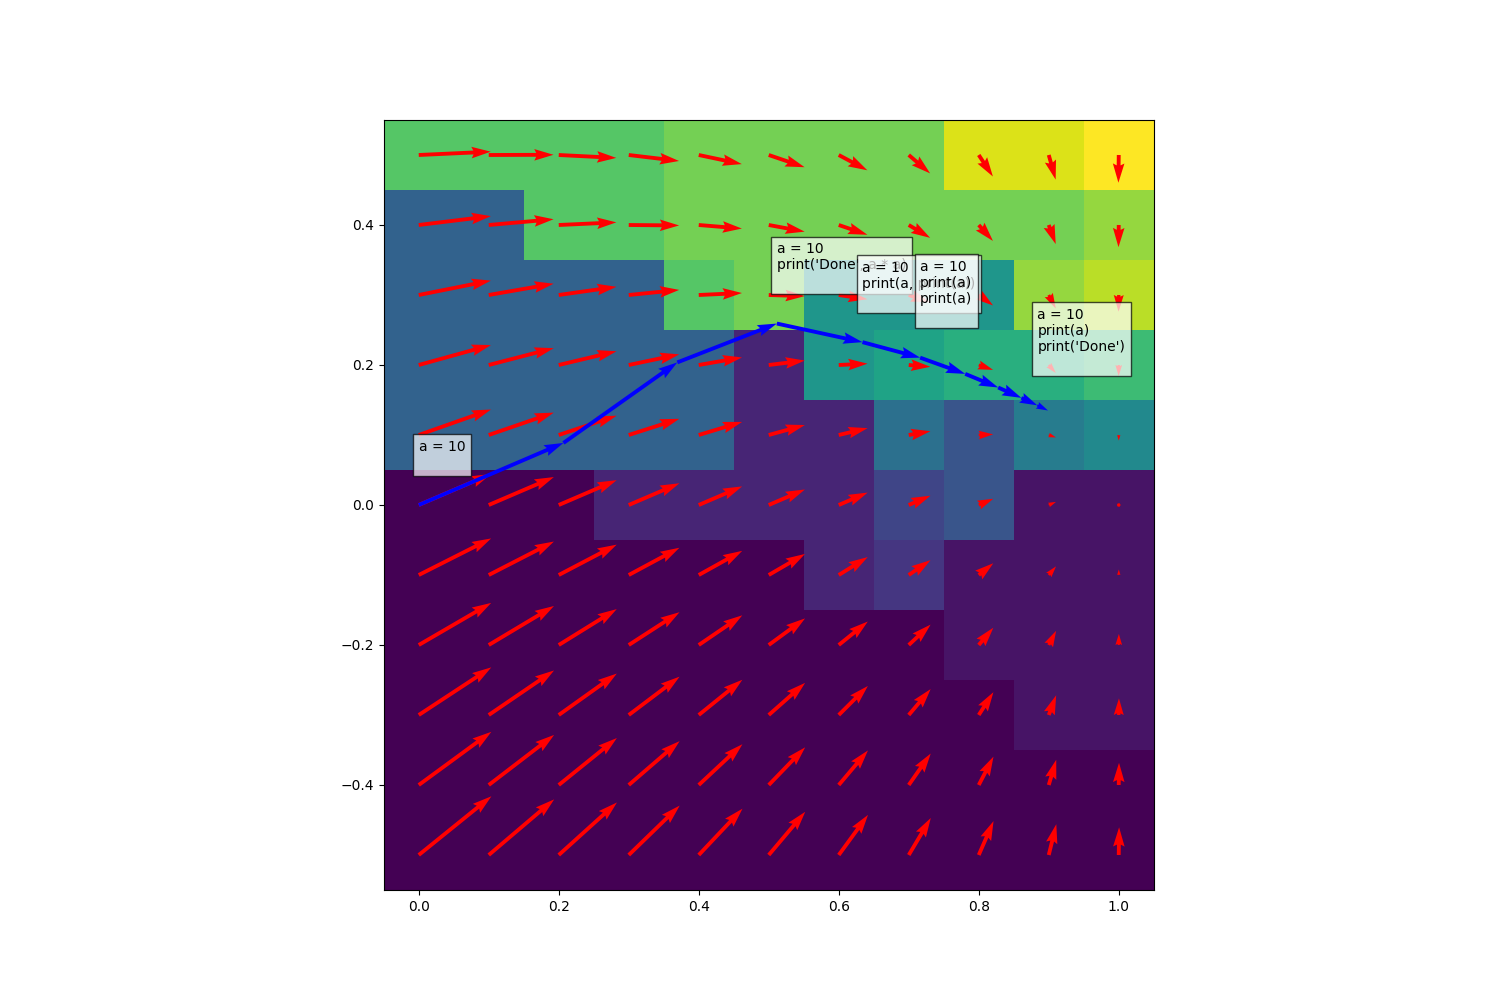 0.4
0.2
0.0
−0.2
−0.4
a = 10
a = 10
print('Done
a = 10
print(a,
a = 10
print(a)
print(a)
a = 10
print(a)
print('Done')
0.0
0.2
0.4
0.6
0.8
1.0